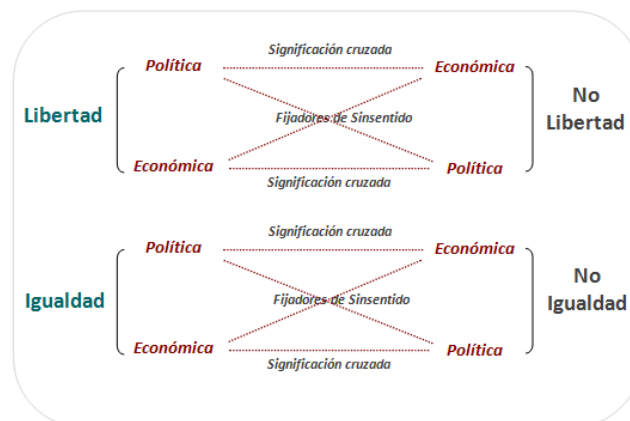 Significación cruzada
Política
Económica
Libertad
Fijadores de Sinsentido
No
Libertad
Económica
Política
Significación cruzada
Significación cruzada
Política
Económica
Igualdad
Fijadores de Sinsentido
No
Igualdad
Económica
Política
Significación cruzada